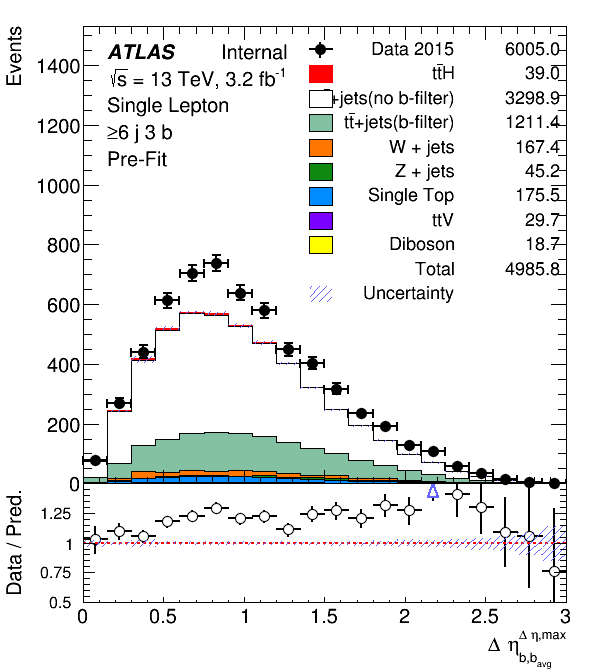 Events
ATLAS Internal
√s = 13 TeV, 3.2 fb-1
Single Lepton
≥6 j 3 b
Pre-Fit
Data 2015 6005.0
tt̄H 39.0
+jets(no b-filter) 3298.9
tt̄+jets(b-filter) 1211.4
W + jets 167.4
Z + jets 45.2
Single Top 175.5
ttV 29.7
Diboson 18.7
Total 4985.8
Uncertainty
1400
1200
1000
800
600
400
200
0
Data / Pred.
1.25
1
0.75
0.5
0 0.5 1 1.5 2 2.5 3
Δ η Δ η,max b,b avg